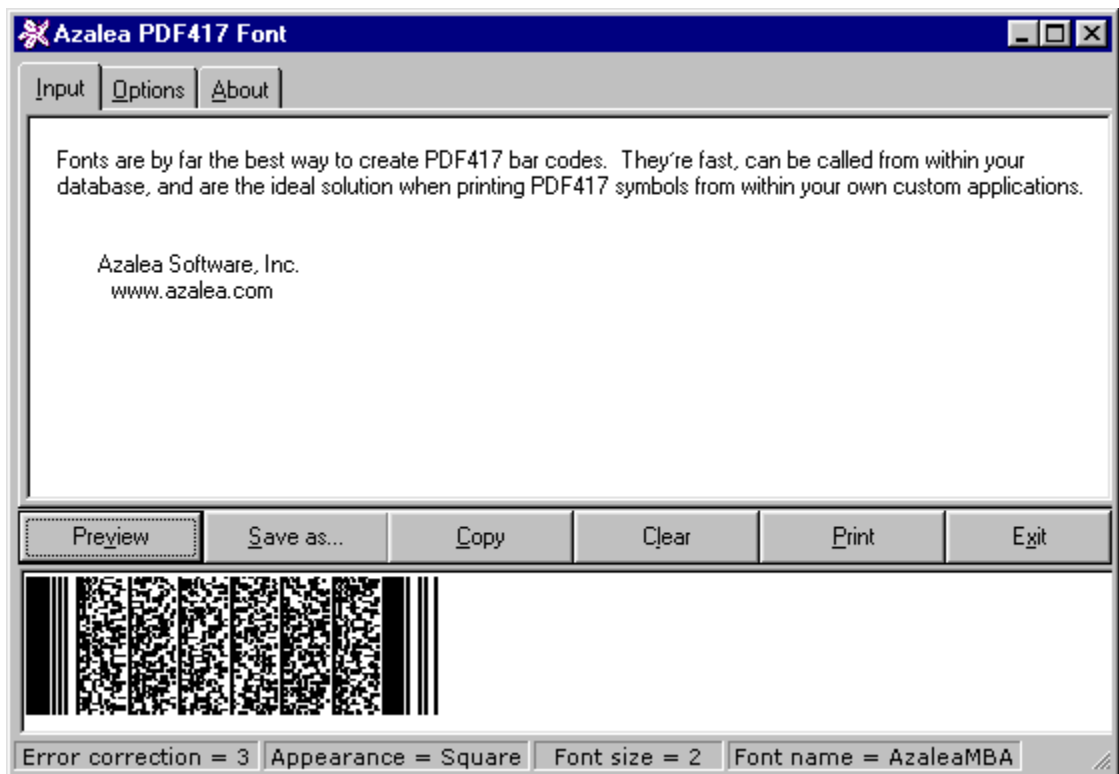 Azalea PDF417 Font
Input Options About
Fonts are by far the best way to create PDF417 bar codes.  They're fast, can be called from within your
database, and are the ideal solution when printing PDF417 symbols from within your own custom applications.
Azalea Software, Inc.
www.azalea.com
Preview Save as... Copy Clear Print Exit
Error correction = 3 Appearance = Square Font size = 2 Font name = AzaleaMBA